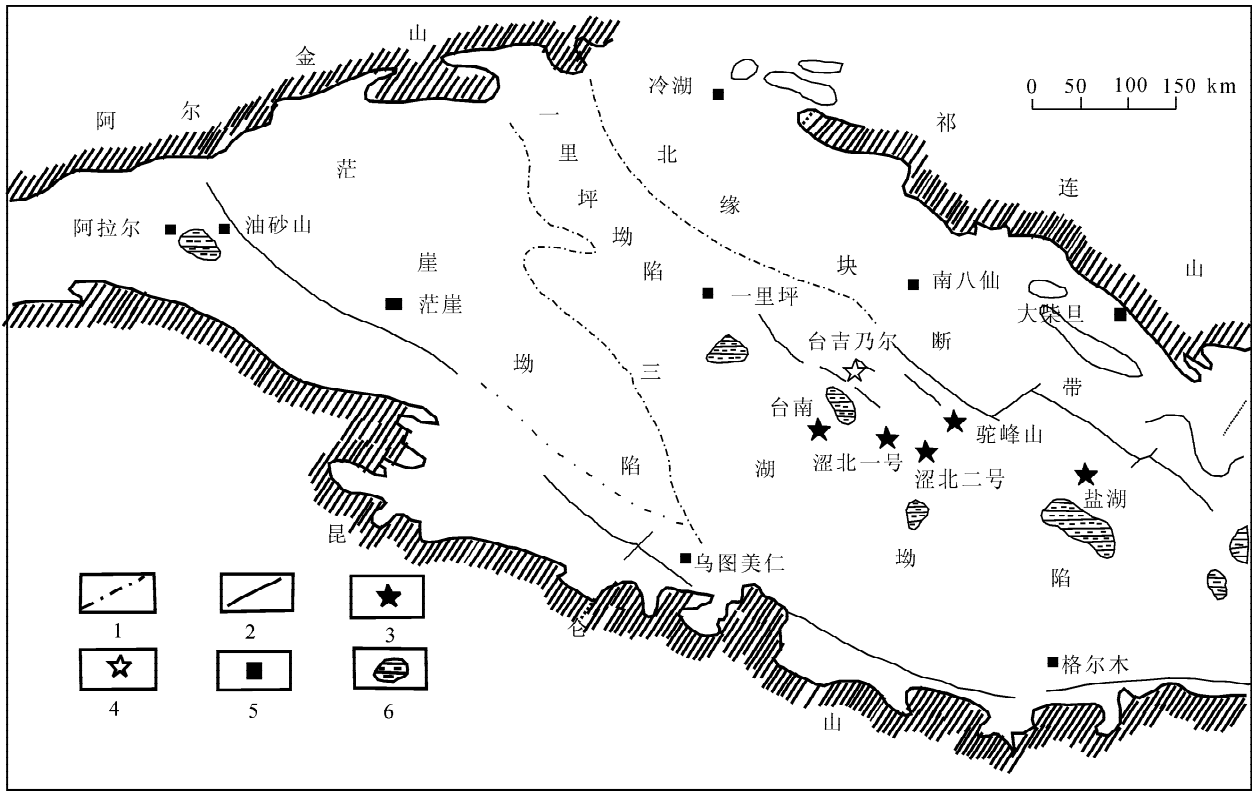 阿尔金山
0 50 100 150 km
冷湖
祁连山
一里坪坳陷
北缘块断带
茫崖坳陷
阿拉尔
油砂山
茫崖
一里坪
南八仙
大柴旦
台吉乃尔
三湖坳陷
台南
涩北一号
涩北二号
驼峰山
盐湖
昆仑山
乌图美仁
格尔木
1
2
3
4
5
6